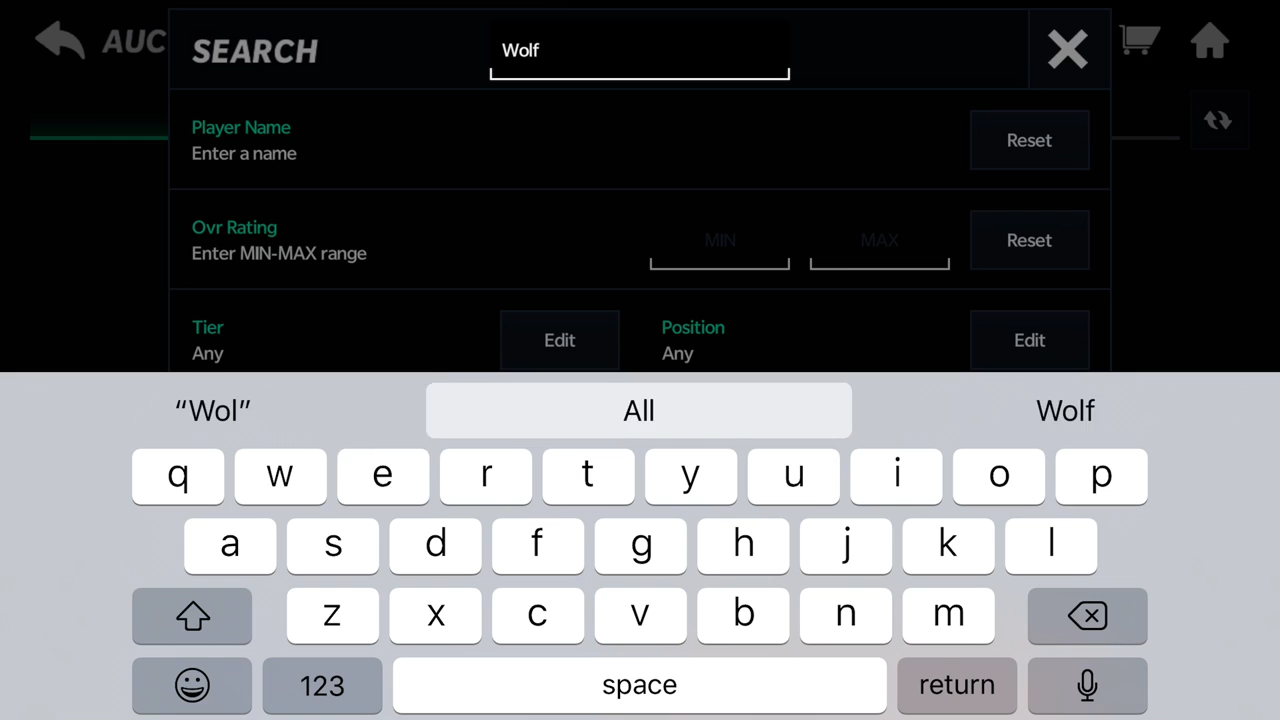 AUC
SEARCH
Wolf
Player Name
Enter a name
Reset
Ovr Rating
Enter MIN-MAX range
MIN
MAX
Reset
Tier
Any
Edit
Position
Any
Edit
“Wol”
All
Wolf
q w e r t y u i o p
a s d f g h j k l
z x c v b n m
123
space
return